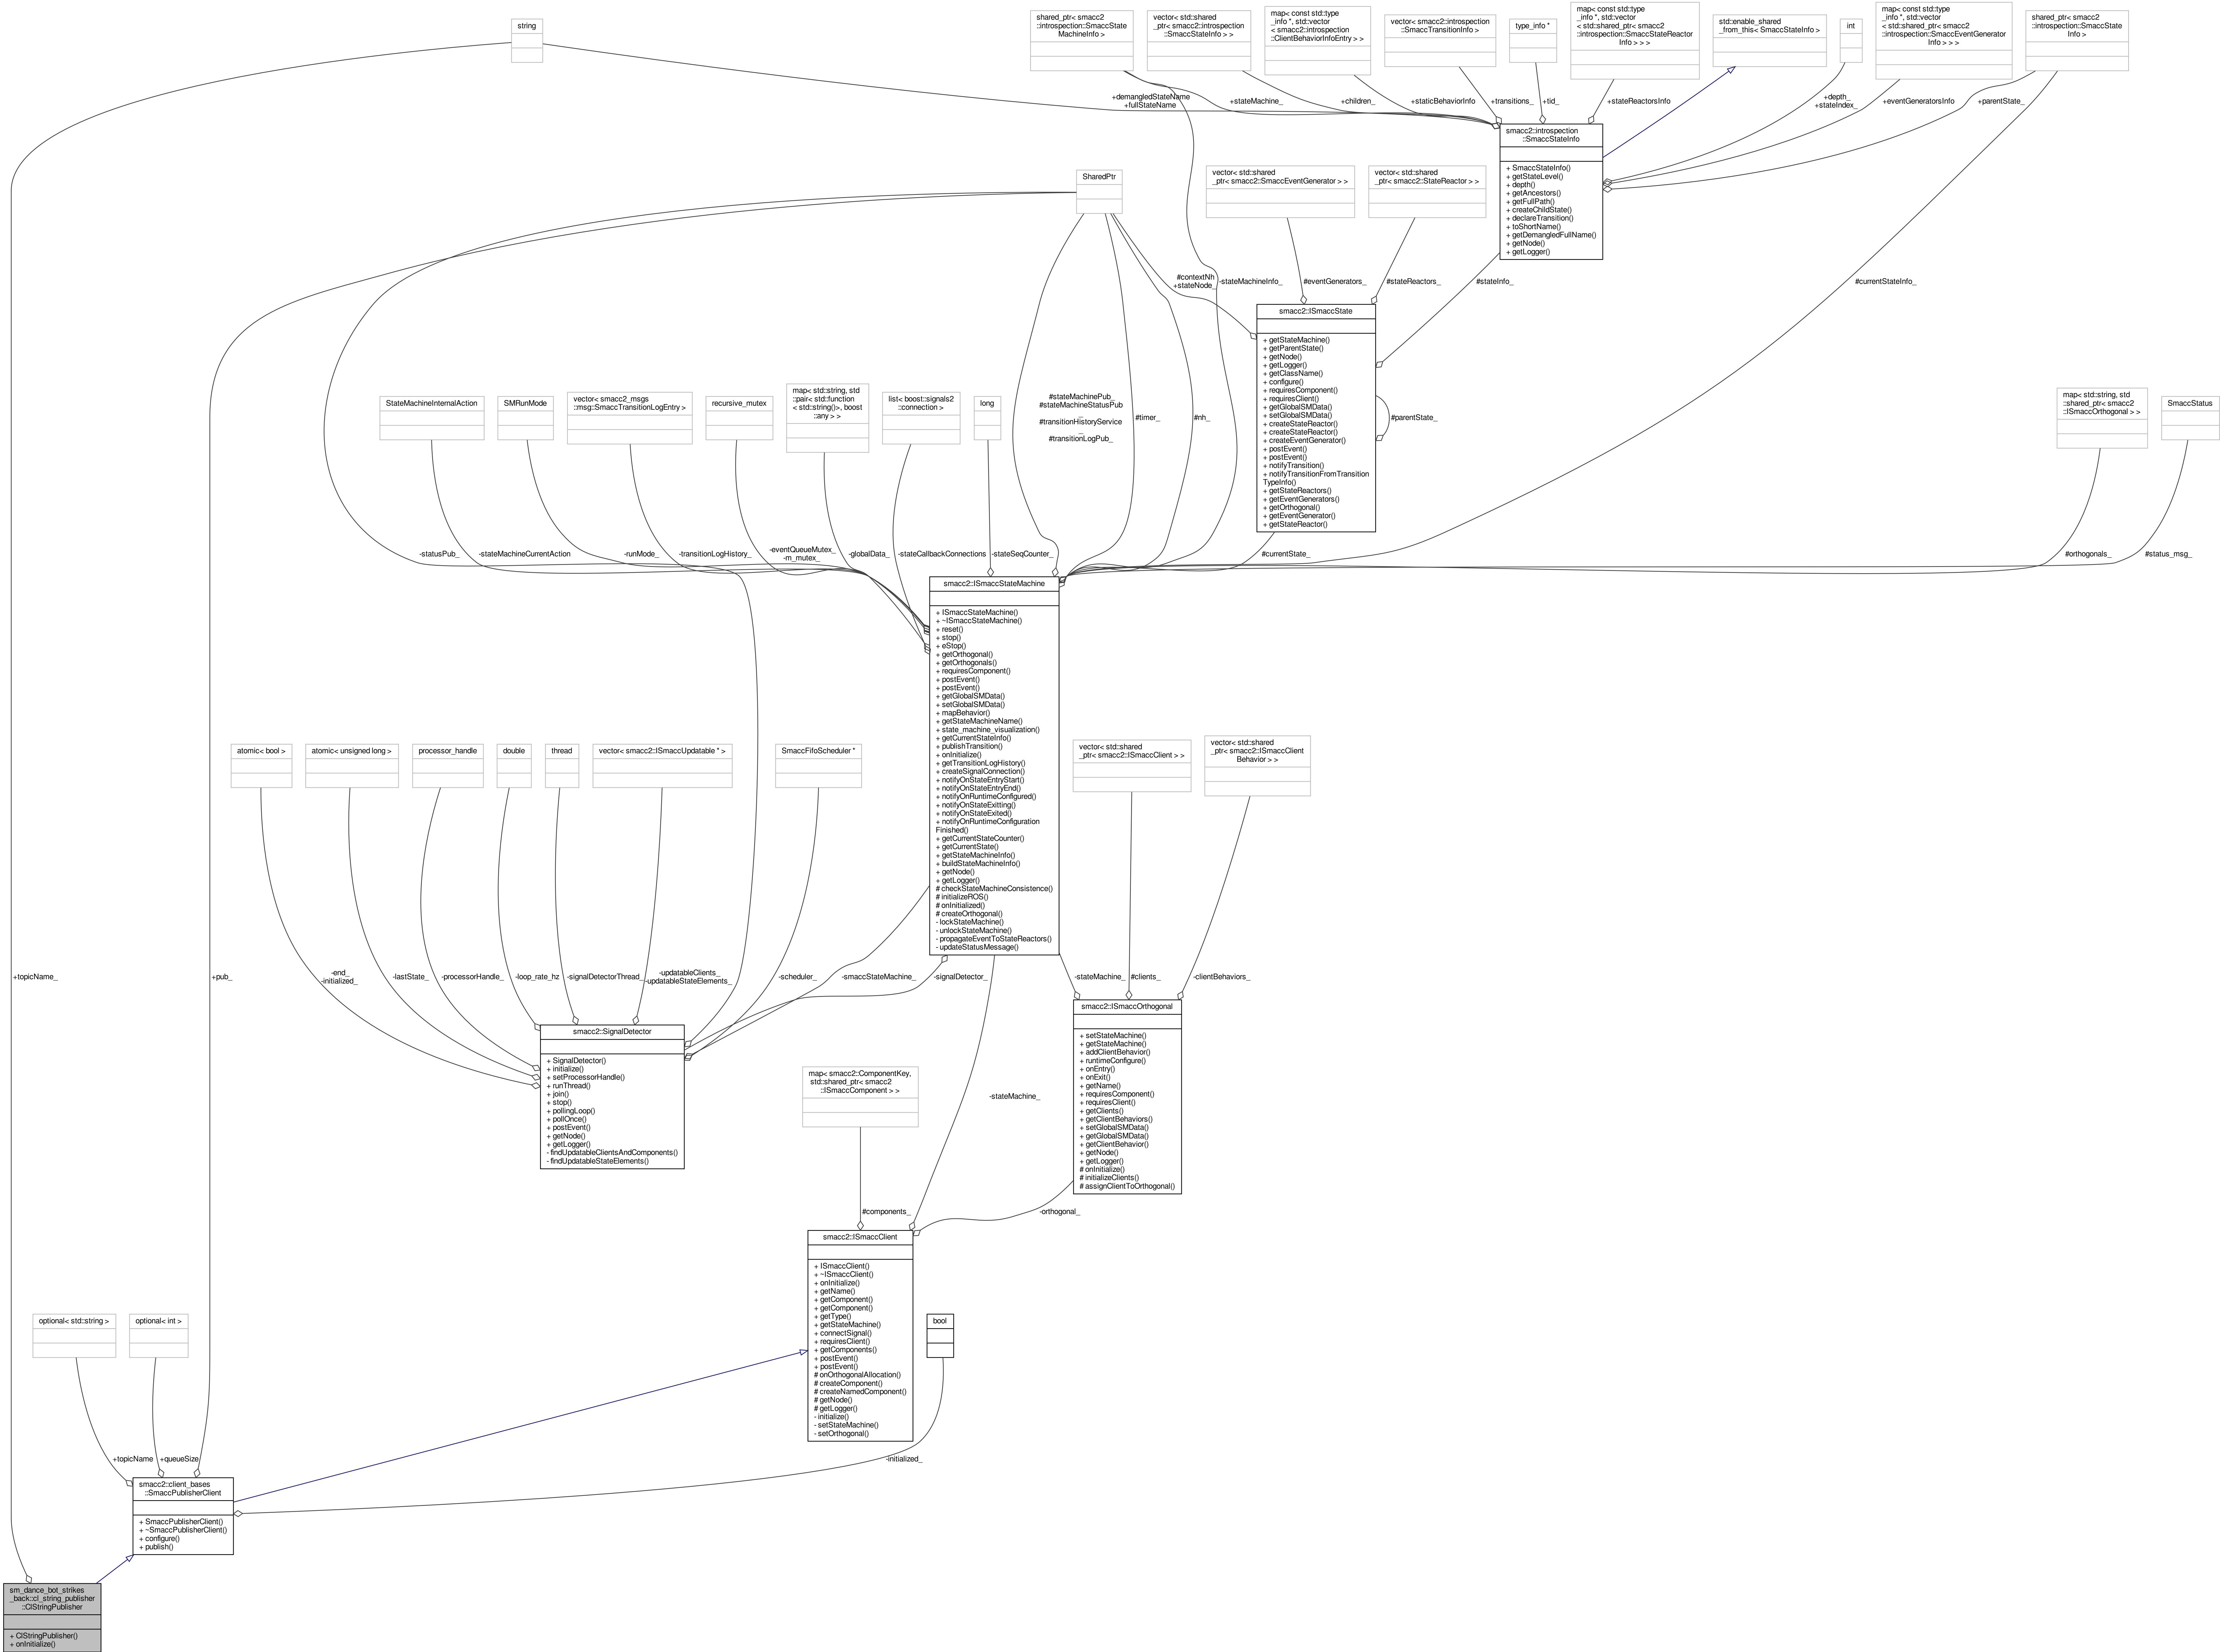 string
shared_ptr< smacc2
::introspection::SmaccState
MachineInfo >
vector< std::shared
_ptr< smacc2::introspection
::SmaccStateInfo > >
map< const std::type
_info *, std::vector
< smacc2::introspection
::ClientBehaviorInfoEntry > >
vector< smacc2::introspection
::SmaccTransitionInfo >
type_info *
map< const std::type
_info *, std::vector
< std::shared_ptr< smacc2
::introspection::SmaccStateReactor
Info > > >
std::enable_shared
_from_this< SmaccStateInfo >
int
map< const std::type
_info *, std::vector
< std::shared_ptr< smacc2
::introspection::SmaccEventGenerator
Info > > >
shared_ptr< smacc2
::introspection::SmaccState
Info >
+demangledStateName
+fullStateName
+stateMachine_
+children_
+staticBehaviorInfo
+transitions_
+tid_
+stateReactorsInfo
+depth_
+stateIndex_
+eventGeneratorsInfo
+parentState_
smacc2::introspection
::SmaccStateInfo
+ SmaccStateInfo()
+ getStateLevel()
+ depth()
+ getAncestors()
+ getFullPath()
+ createChildState()
+ declareTransition()
+ toShortName()
+ getDemangledFullName()
+ getNode()
+ getLogger()
SharedPtr
vector< std::shared
_ptr< smacc2::SmaccEventGenerator > >
vector< std::shared
_ptr< smacc2::StateReactor > >
#contextNh
+stateNode_
-stateMachineInfo_
#eventGenerators_
#stateReactors_
#stateInfo_
#currentStateInfo_
smacc2::ISmaccState
+ getStateMachine()
+ getParentState()
+ getNode()
+ getLogger()
+ getClassName()
+ configure()
+ requiresComponent()
+ requiresClient()
+ getGlobalSMData()
+ setGlobalSMData()
+ createStateReactor()
+ createStateReactor()
+ createEventGenerator()
+ postEvent()
+ postEvent()
+ notifyTransition()
+ notifyTransitionFromTransition
TypeInfo()
+ getStateReactors()
+ getEventGenerators()
+ getOrthogonal()
+ getEventGenerator()
+ getStateReactor()
#parentState_
StateMachineInternalAction
SMRunMode
vector< smacc2_msgs
::msg::SmaccTransitionLogEntry >
recursive_mutex
map< std::string, std
::pair< std::function
< std::string()>, boost
::any > >
list< boost::signals2
::connection >
long
#stateMachinePub_
#stateMachineStatusPub
_
#transitionHistoryService
_
#transitionLogPub_
#timer_
#nh_
map< std::string, std
::shared_ptr< smacc2
::ISmaccOrthogonal > >
SmaccStatus
-statusPub_
-stateMachineCurrentAction
-runMode_
-transitionLogHistory_
-eventQueueMutex_
-m_mutex_
-globalData_
-stateCallbackConnections
-stateSeqCounter_
#currentState_
#orthogonals_
#status_msg_
smacc2::ISmaccStateMachine
+ ISmaccStateMachine()
+ ~ISmaccStateMachine()
+ reset()
+ stop()
+ eStop()
+ getOrthogonal()
+ getOrthogonals()
+ requiresComponent()
+ postEvent()
+ postEvent()
+ getGlobalSMData()
+ setGlobalSMData()
+ mapBehavior()
+ getStateMachineName()
+ state_machine_visualization()
+ getCurrentStateInfo()
+ publishTransition()
+ onInitialize()
+ getTransitionLogHistory()
+ createSignalConnection()
+ notifyOnStateEntryStart()
+ notifyOnStateEntryEnd()
+ notifyOnRuntimeConfigured()
+ notifyOnStateExitting()
+ notifyOnStateExited()
+ notifyOnRuntimeConfiguration
Finished()
+ getCurrentStateCounter()
+ getCurrentState()
+ getStateMachineInfo()
+ buildStateMachineInfo()
+ getNode()
+ getLogger()
# checkStateMachineConsistence()
# initializeROS()
# onInitialized()
# createOrthogonal()
- lockStateMachine()
- unlockStateMachine()
- propagateEventToStateReactors()
- updateStatusMessage()
atomic< bool >
atomic< unsigned long >
processor_handle
double
thread
vector< smacc2::ISmaccUpdatable * >
SmaccFifoScheduler *
vector< std::shared
_ptr< smacc2::ISmaccClient > >
vector< std::shared
_ptr< smacc2::ISmaccClient
Behavior > >
+topicName_
+pub_
-end_
-initialized_
-lastState_
-processorHandle_
-loop_rate_hz
-signalDetectorThread_
-updatableClients_
-updatableStateElements_
-scheduler_
-smaccStateMachine_
-signalDetector_
-stateMachine_
#clients_
-clientBehaviors_
smacc2::SignalDetector
+ SignalDetector()
+ initialize()
+ setProcessorHandle()
+ runThread()
+ join()
+ stop()
+ pollingLoop()
+ pollOnce()
+ postEvent()
+ getNode()
+ getLogger()
- findUpdatableClientsAndComponents()
- findUpdatableStateElements()
smacc2::ISmaccOrthogonal
+ setStateMachine()
+ getStateMachine()
+ addClientBehavior()
+ runtimeConfigure()
+ onEntry()
+ onExit()
+ getName()
+ requiresComponent()
+ requiresClient()
+ getClients()
+ getClientBehaviors()
+ setGlobalSMData()
+ getGlobalSMData()
+ getClientBehavior()
+ getNode()
+ getLogger()
# onInitialize()
# initializeClients()
# assignClientToOrthogonal()
map< smacc2::ComponentKey,
std::shared_ptr< smacc2
::ISmaccComponent > >
-stateMachine_
#components_
-orthogonal_
smacc2::ISmaccClient
+ ISmaccClient()
+ ~ISmaccClient()
+ onInitialize()
+ getName()
+ getComponent()
+ getComponent()
+ getType()
+ getStateMachine()
+ connectSignal()
+ requiresClient()
+ getComponents()
+ postEvent()
+ postEvent()
# onOrthogonalAllocation()
# createComponent()
# createNamedComponent()
# getNode()
# getLogger()
- initialize()
- setStateMachine()
- setOrthogonal()
optional< std::string >
optional< int >
bool
+topicName
+queueSize
-initialized_
smacc2::client_bases
::SmaccPublisherClient
+ SmaccPublisherClient()
+ ~SmaccPublisherClient()
+ configure()
+ publish()
sm_dance_bot_strikes
_back::cl_string_publisher
::ClStringPublisher
+ ClStringPublisher()
+ onInitialize()